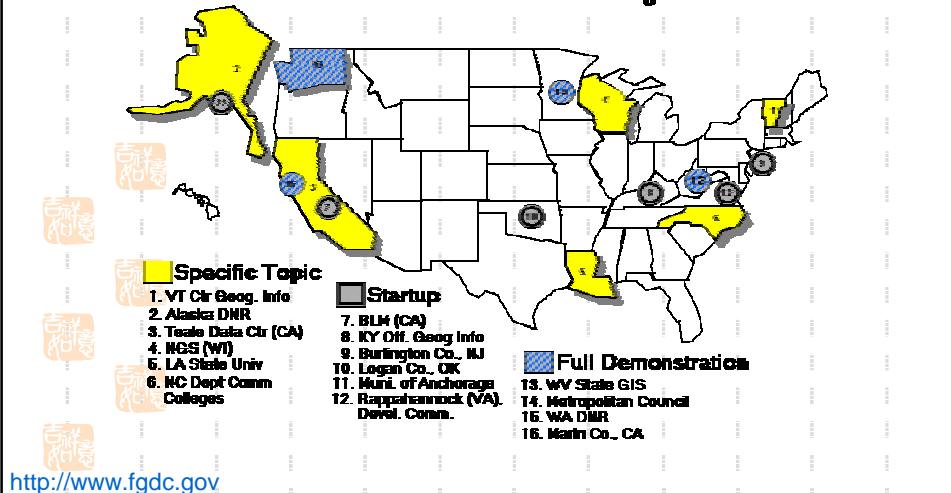 Specific Topic
1. VT Ctr Geog. Info
2. Alaska DNR
3. Teale Data Ctr (CA)
4. NGS (WI)
5. LA State Univ
6. NC Dept Comm
Colleges
Startup
7. BLM (CA)
8. KY Off. Geog Info
9. Burlington Co., NJ
10. Logan Co., OK
11. Muni. of Anchorage
12. Rappahannock (VA),
Devel. Comm.
Full Demonstration
13. WV State GIS
14. Metropolitan Council
15. WA DNR
16. Marin Co., CA
http://www.fgdc.gov